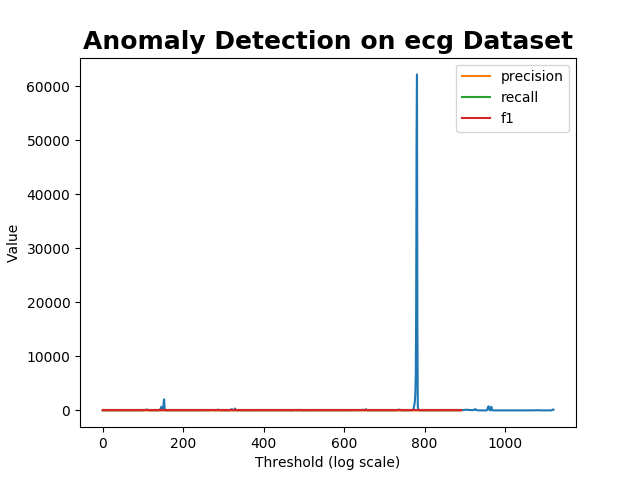 Anomaly Detection on ecg Dataset
precision
recall
f1
Value
60000
50000
40000
30000
20000
10000
0
0 200 400 600 800 1000
Threshold (log scale)